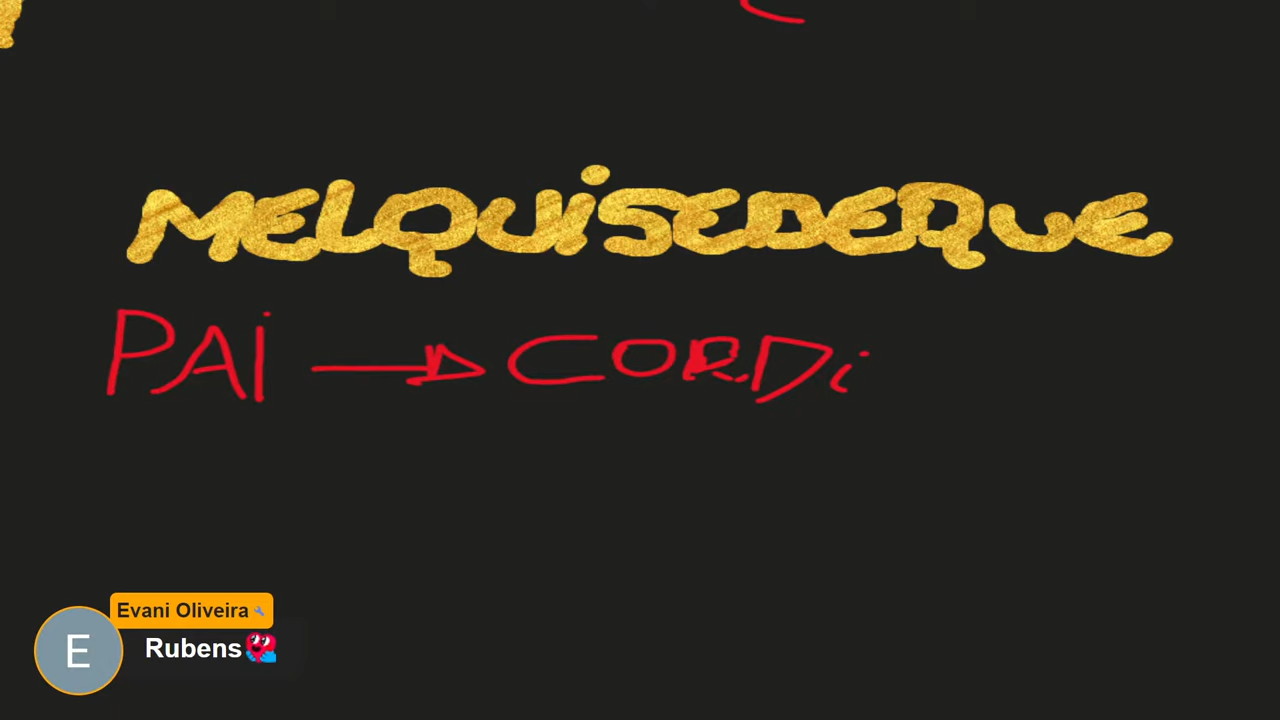 MELQUISEDEQUE
PAI → CORDi
Evani Oliveira
E
Rubens